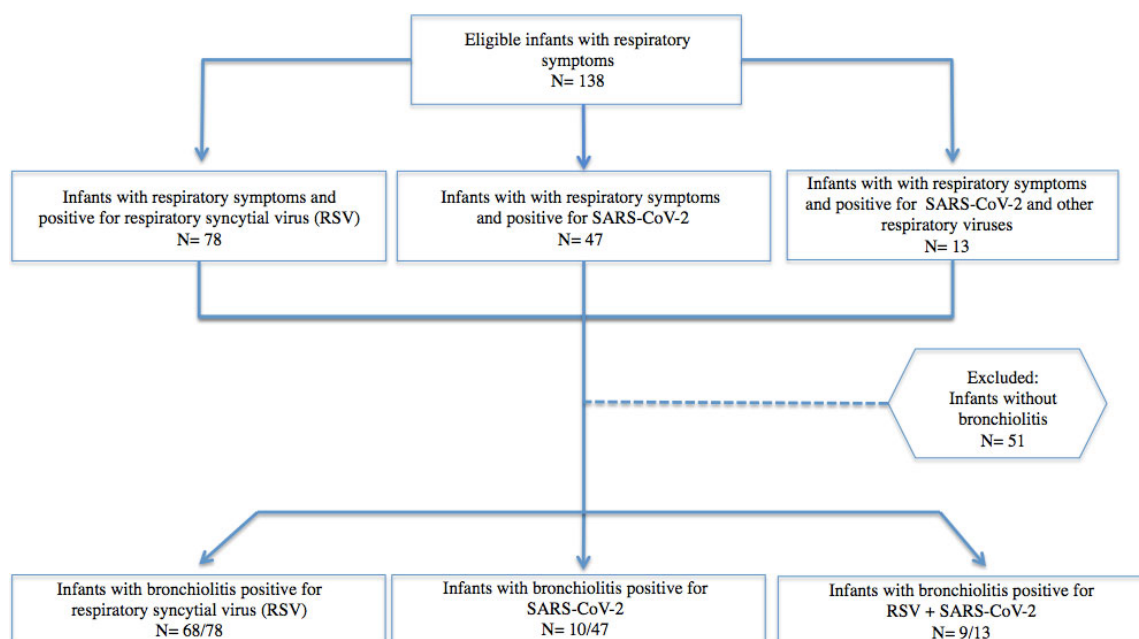 Eligible infants with respiratory
symptoms
N= 138
Infants with respiratory symptoms and
positive for respiratory syncytial virus (RSV)
N= 78
Infants with with respiratory symptoms
and positive for SARS-CoV-2
N= 47
Infants with with respiratory symptoms
and positive for SARS-CoV-2 and other
respiratory viruses
N= 13
Excluded:
Infants without
bronchiolitis
N= 51
Infants with bronchiolitis positive for
respiratory syncytial virus (RSV)
N= 68/78
Infants with bronchiolitis positive for
SARS-CoV-2
N= 10/47
Infants with bronchiolitis positive for
RSV + SARS-CoV-2
N= 9/13